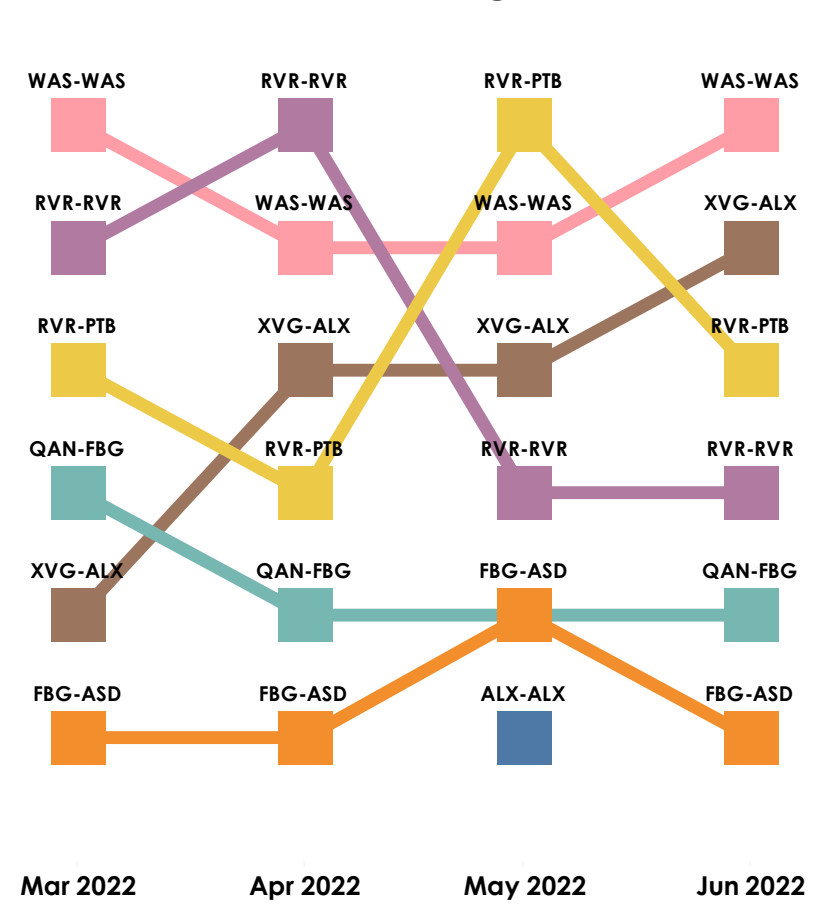 WAS-WAS RVR-RVR RVR-PTB WAS-WAS
RVR-RVR WAS-WAS WAS-WAS XVG-ALX
RVR-PTB XVG-ALX XVG-ALX RVR-PTB
QAN-FBG RVR-PTB RVR-RVR RVR-RVR
XVG-ALX QAN-FBG FBG-ASD QAN-FBG
FBG-ASD FBG-ASD ALX-ALX FBG-ASD
Mar 2022 Apr 2022 May 2022 Jun 2022